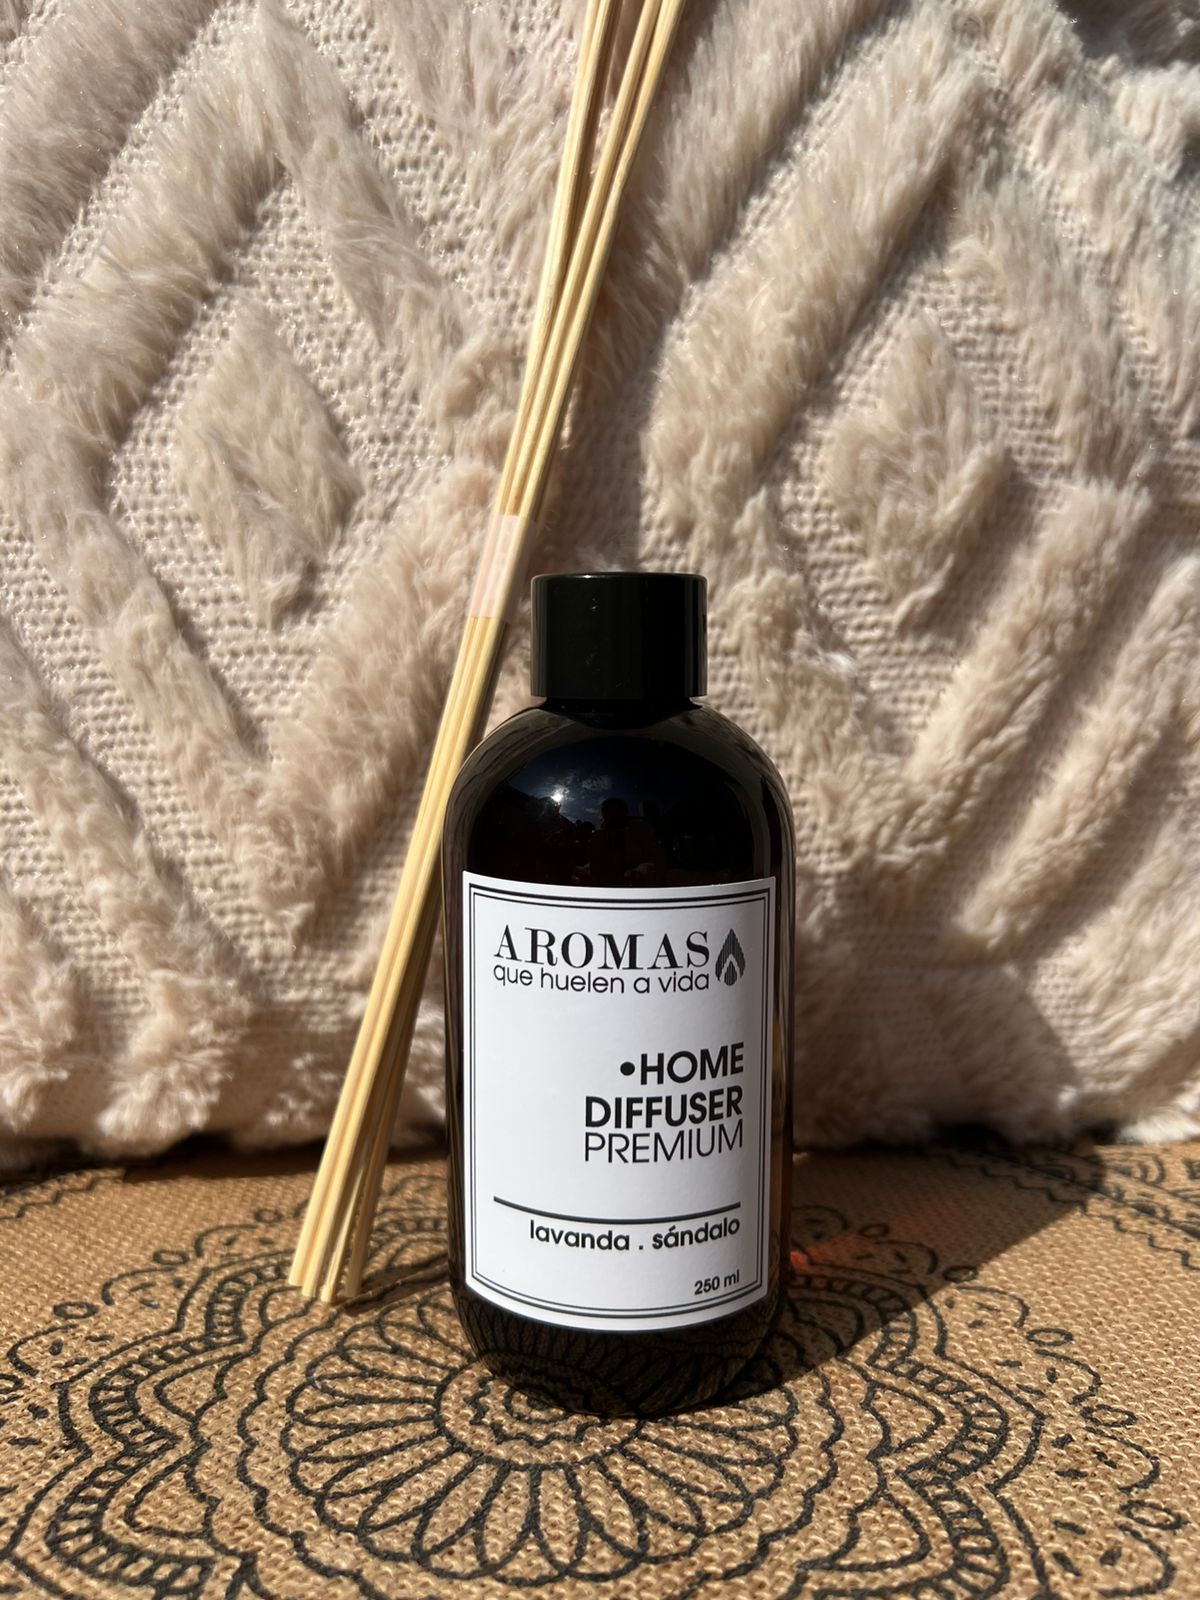 AROMAS
que huelen a vida
•HOME
DIFFUSER
PREMIUM
lavanda . sándalo
250 ml